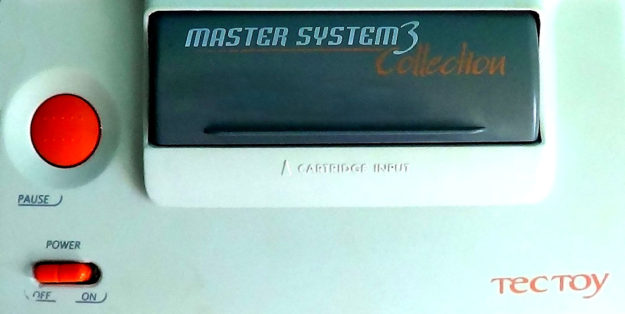 MASTER SYSTEM 3
Collection
CARTRIDGE INPUT
PAUSE
POWER
OFF ON
TECTOY